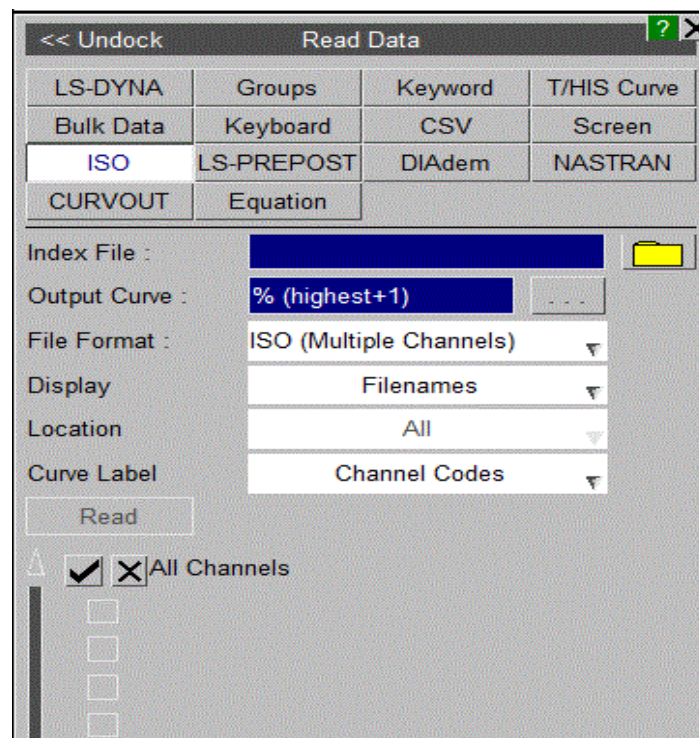 << Undock Read Data ?
LS-DYNA Groups Keyword T/HIS Curve
Bulk Data Keyboard CSV Screen
ISO LS-PREPOST DIAdem NASTRAN
CURVOUT Equation
Index File :
Output Curve : % (highest+1) . . .
File Format : ISO (Multiple Channels)
Display Filenames
Location All
Curve Label Channel Codes
Read
All Channels